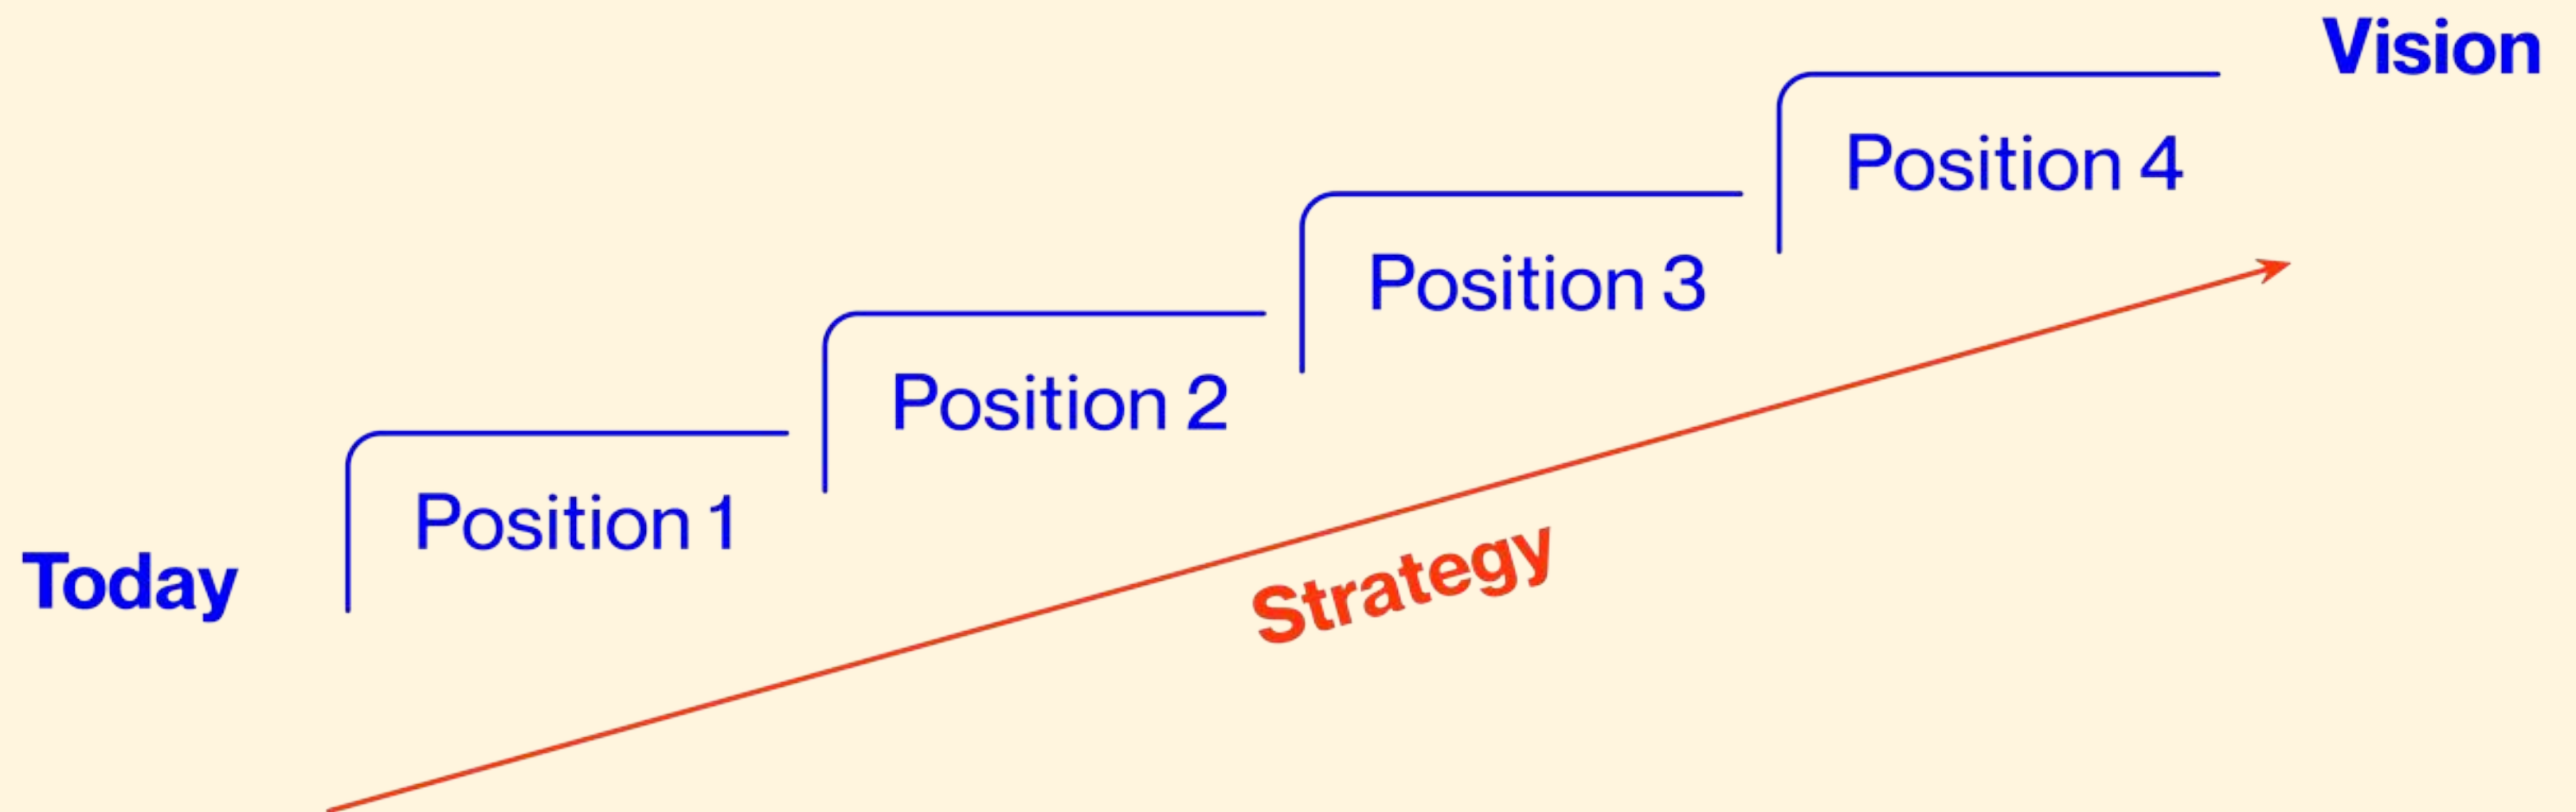 Vision
Position 4
Position 3
Position 2
Position 1
Today
Strategy